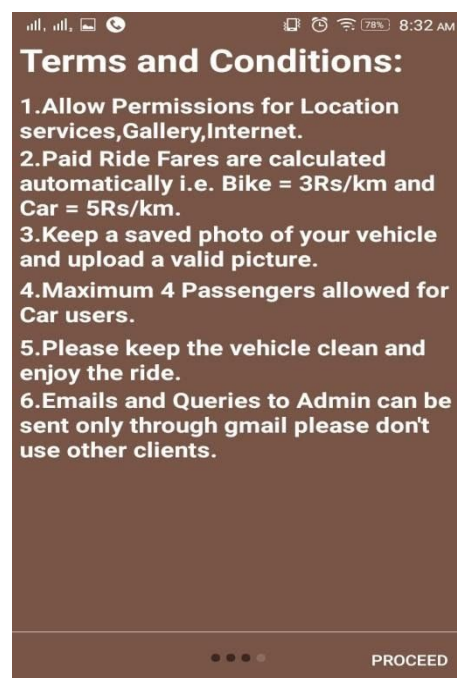 78% 8:32 AM
Terms and Conditions:
1.Allow Permissions for Location
services,Gallery,Internet.
2.Paid Ride Fares are calculated
automatically i.e. Bike = 3Rs/km and
Car = 5Rs/km.
3.Keep a saved photo of your vehicle
and upload a valid picture.
4.Maximum 4 Passengers allowed for
Car users.
5.Please keep the vehicle clean and
enjoy the ride.
6.Emails and Queries to Admin can be
sent only through gmail please don't
use other clients.
PROCEED